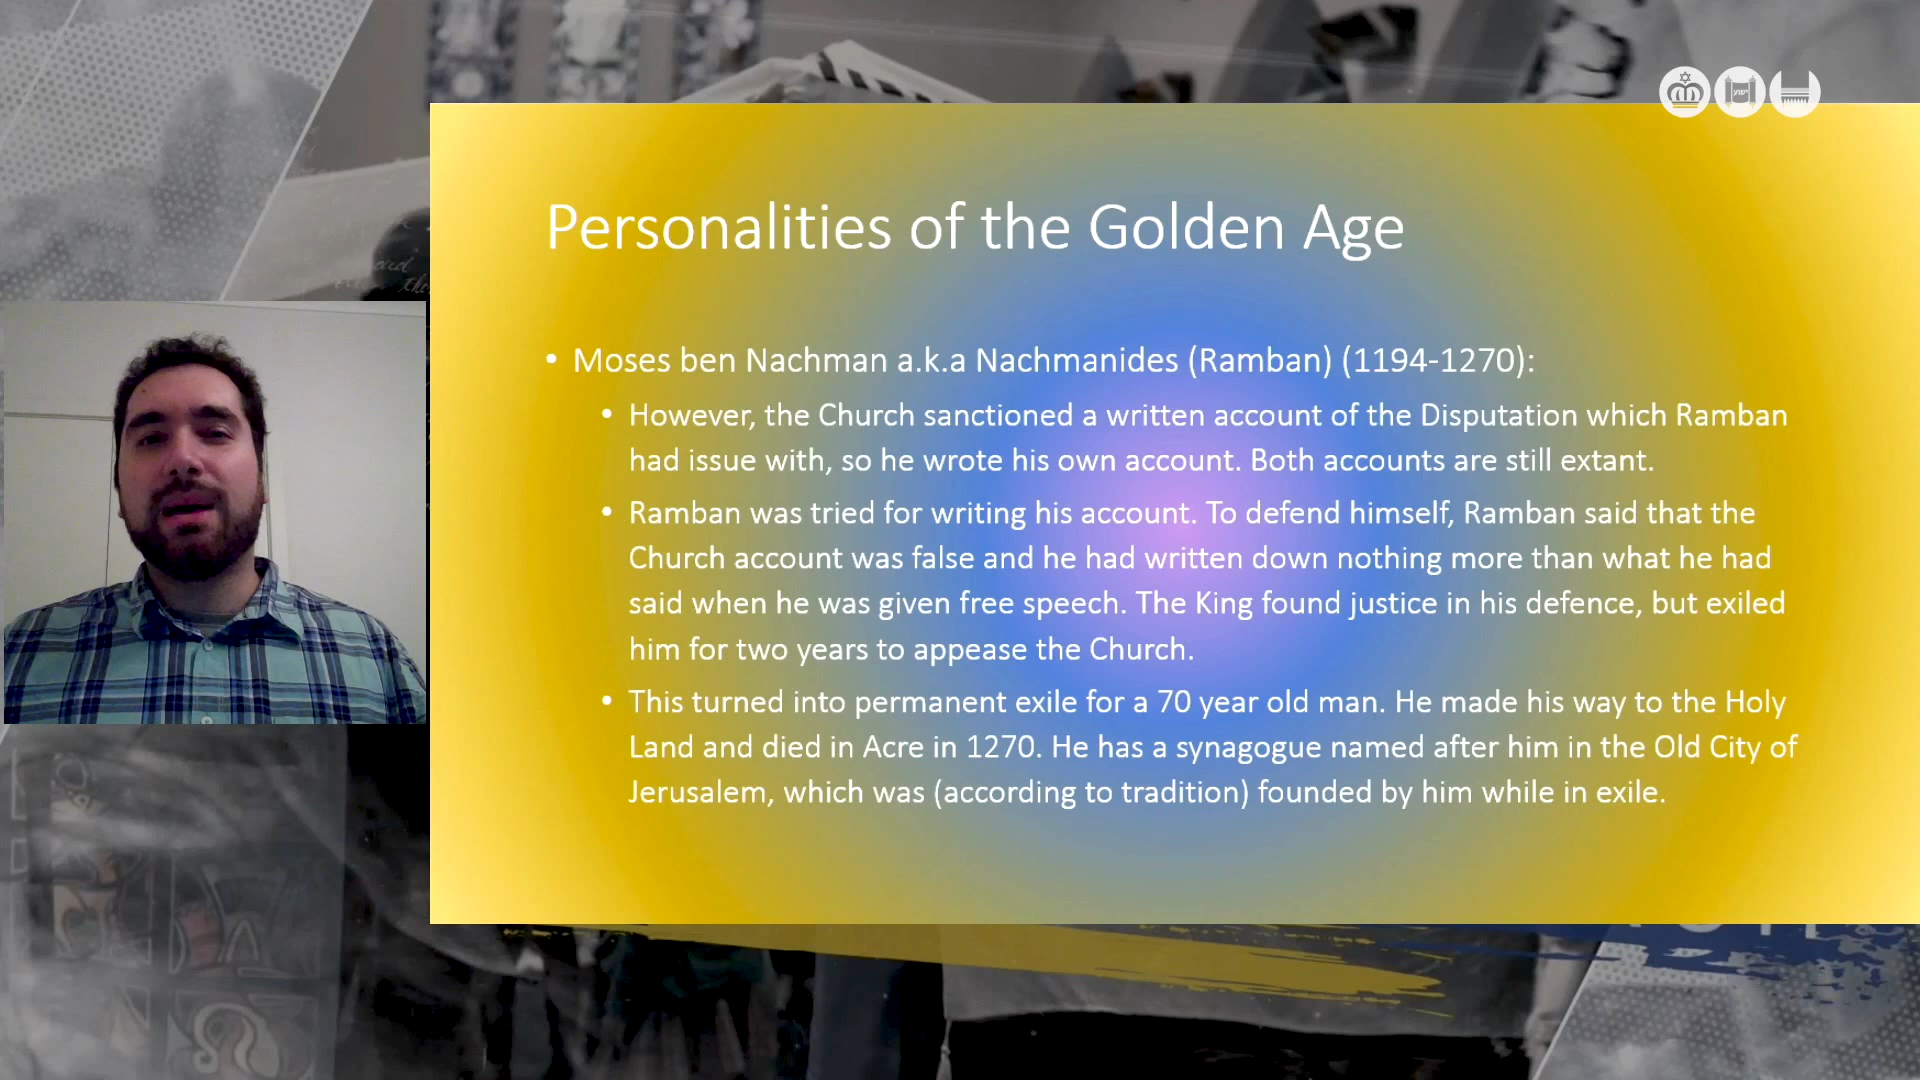 Personalities of the Golden Age
• Moses ben Nachman a.k.a Nachmanides (Ramban) (1194-1270):
• However, the Church sanctioned a written account of the Disputation which Ramban
had issue with, so he wrote his own account. Both accounts are still extant.
• Ramban was tried for writing his account. To defend himself, Ramban said that the
Church account was false and he had written down nothing more than what he had
said when he was given free speech. The King found justice in his defence, but exiled
him for two years to appease the Church.
• This turned into permanent exile for a 70 year old man. He made his way to the Holy
Land and died in Acre in 1270. He has a synagogue named after him in the Old City of
Jerusalem, which was (according to tradition) founded by him while in exile.